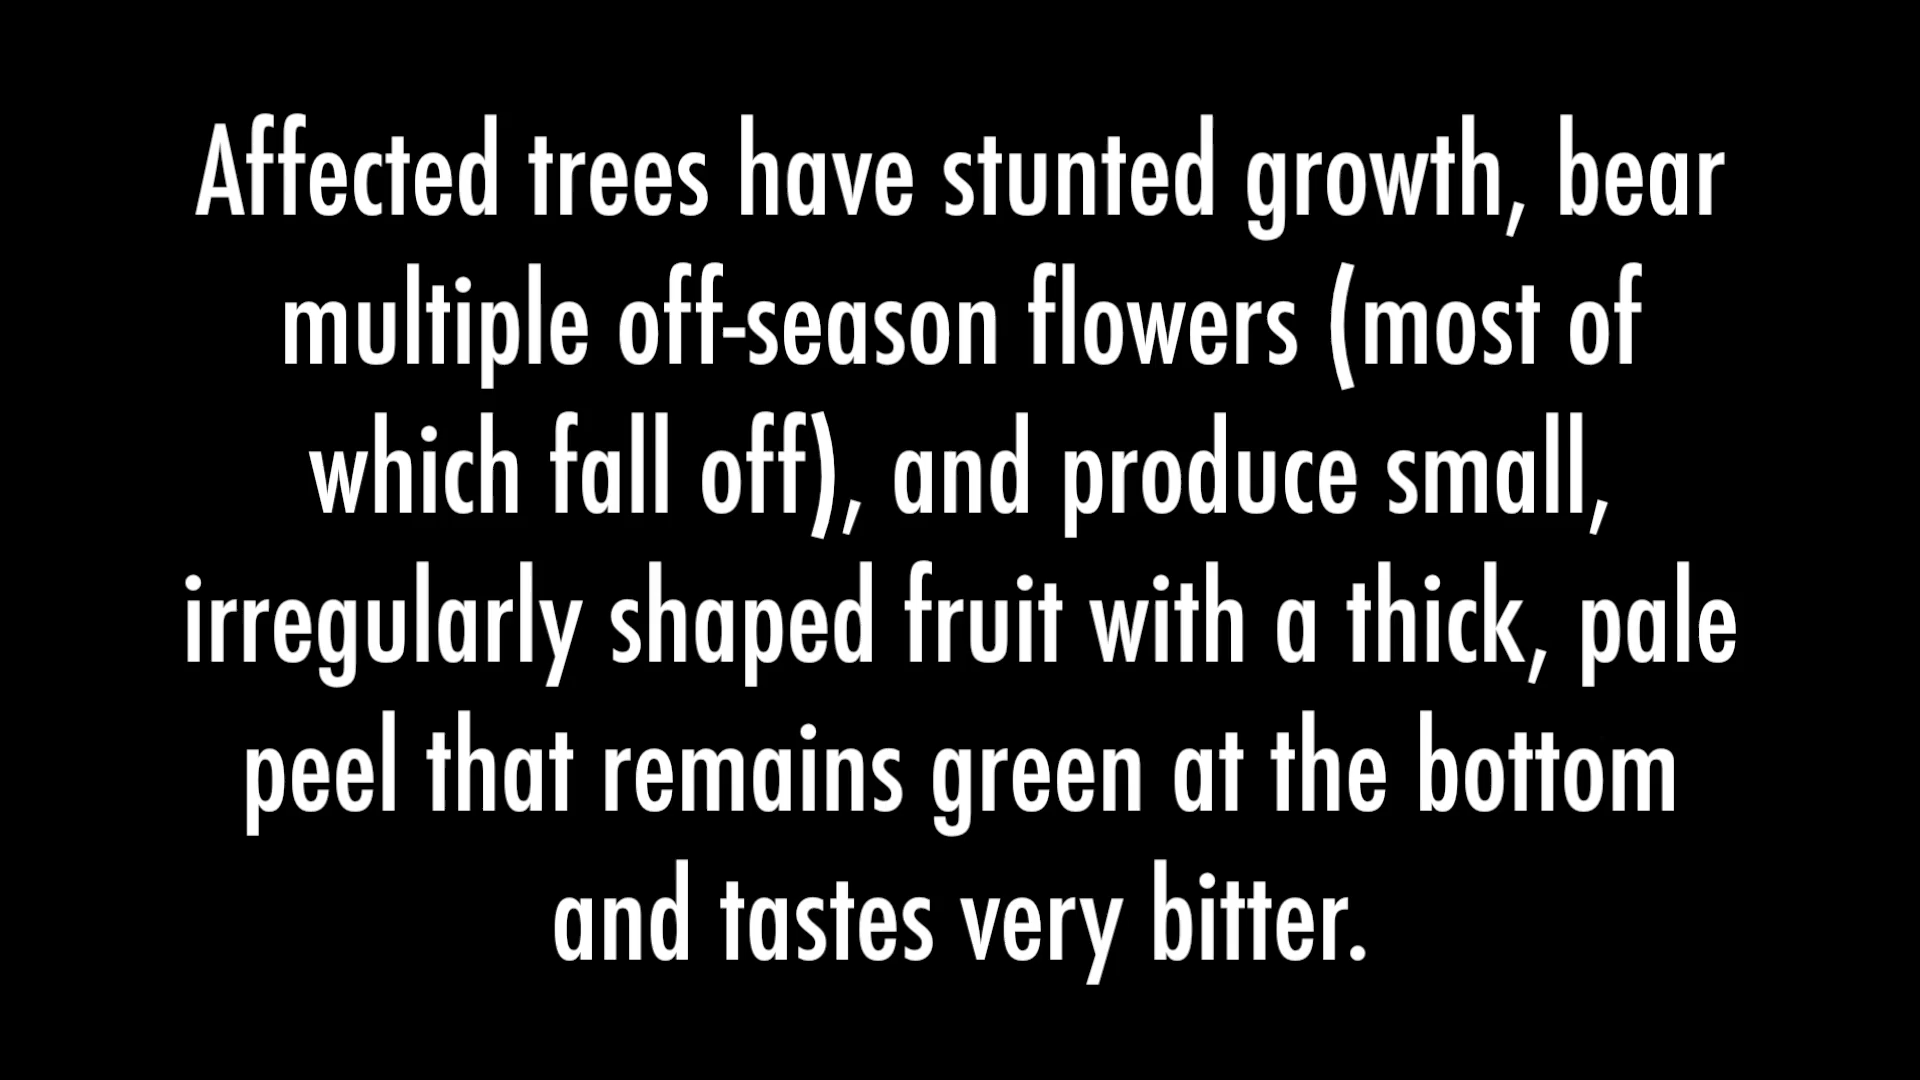 Affected trees have stunted growth, bear
multiple off-season flowers (most of
which fall off), and produce small,
irregularly shaped fruit with a thick, pale
peel that remains green at the bottom
and tastes very bitter.